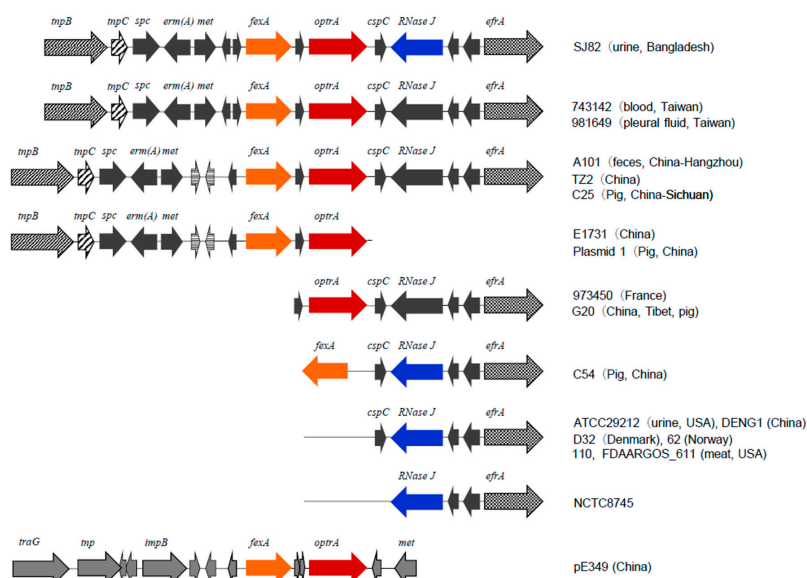 tnpB tnpC spc erm(A) met fexA optrA cspC RNase J efrA
SJ82 (urine, Bangladesh)
tnpB tnpC spc erm(A) met fexA optrA cspC RNase J efrA
743142 (blood, Taiwan)
981649 (pleural fluid, Taiwan)
tnpB tnpC spc erm(A) met fexA optrA cspC RNase J efrA
A101 (feces, China-Hangzhou)
TZ2 (China)
C25 (Pig, China-Sichuan)
tnpB tnpC spc erm(A) met fexA optrA
E1731 (China)
Plasmid 1 (Pig, China)
optrA cspC RNase J efrA
973450 (France)
G20 (China, Tibet, pig)
fexA cspC RNase J efrA
C54 (Pig, China)
cspC RNase J efrA
ATCC29212 (urine, USA), DENG1 (China)
D32 (Denmark), 62 (Norway)
110, FDAARGOS_611 (meat, USA)
RNase J efrA
NCTC8745
traG tnp impB fexA optrA met
pE349 (China)